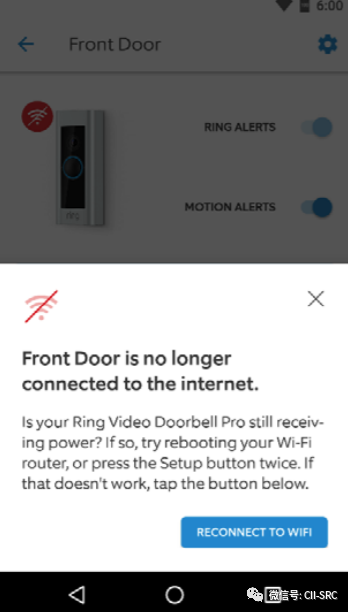 6:00
Front Door
RING ALERTS
ring
MOTION ALERTS
Front Door is no longer
connected to the internet.
Is your Ring Video Doorbell Pro still receiv-
ing power? If so, try rebooting your Wi-Fi
router, or press the Setup button twice. If
that doesn't work, tap the button below.
RECONNECT TO WIFI
微信号: CII-SRC